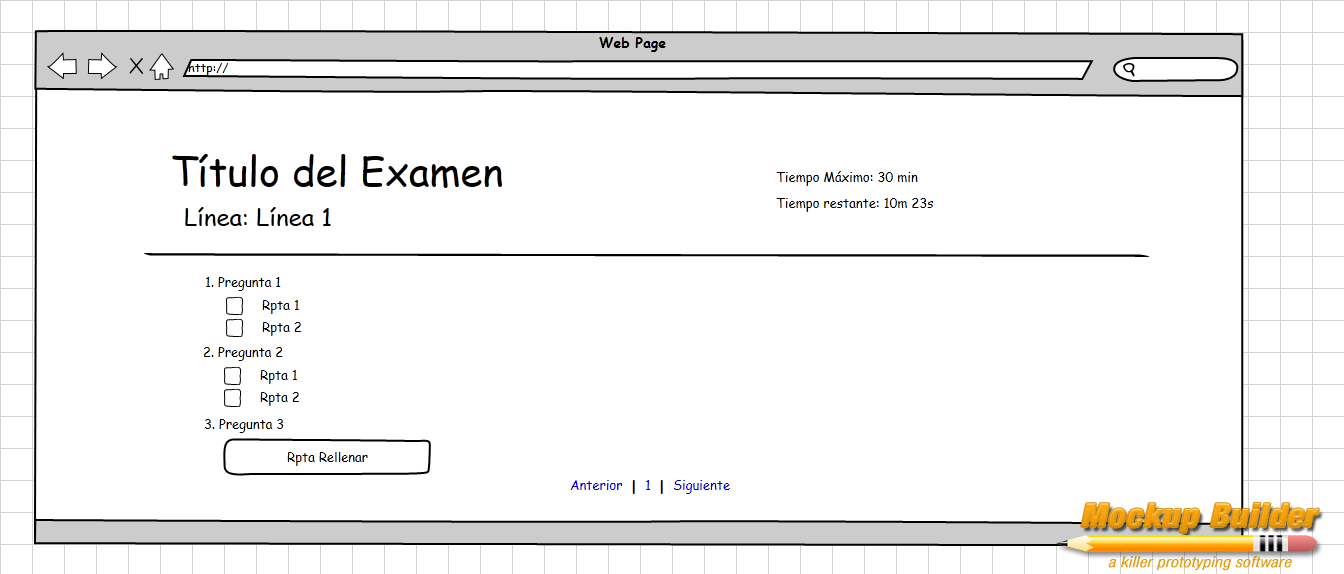 Web Page
http://
Título del Examen
Línea: Línea 1
Tiempo Máximo: 30 min
Tiempo restante: 10m 23s
1. Pregunta 1
Rpta 1
Rpta 2
2. Pregunta 2
Rpta 1
Rpta 2
3. Pregunta 3
Rpta Rellenar
Anterior | 1 | Siguiente
Mockup Builder
a killer prototyping software